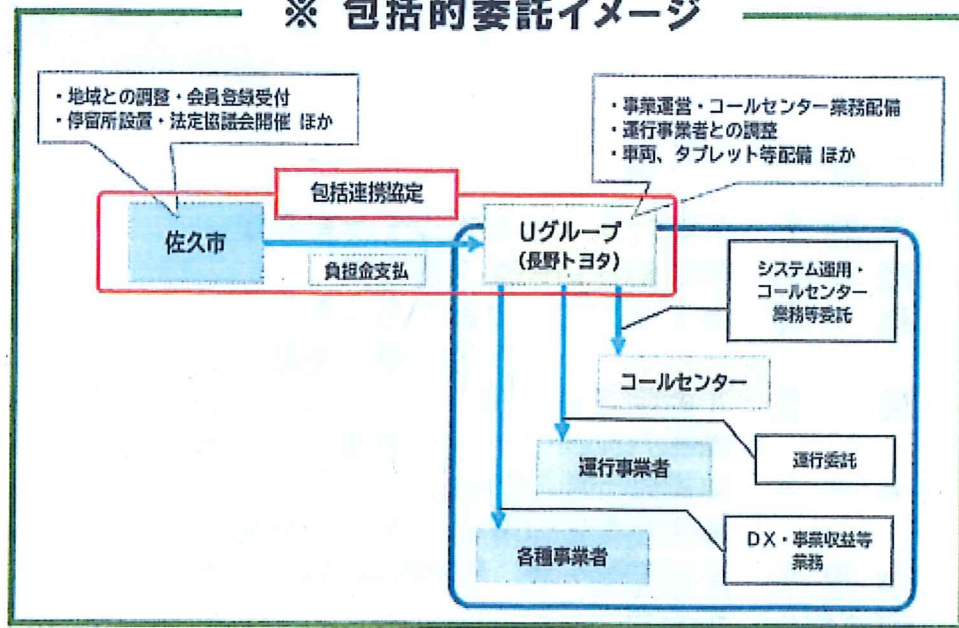 ※ 包括的委託イメージ
・地域との調整・会員登録受付
・停留所設置・法定協議会開催 ほか
・事業運営・コールセンター業務配備
・運行事業者との調整
・車両、タブレット等配備 ほか
包括連携協定
佐久市
Uグループ
(長野トヨタ)
負担金支払
システム運用・
コールセンター
業務等委託
コールセンター
運行事業者
運行委託
各種事業者
DX・事業収益等
業務